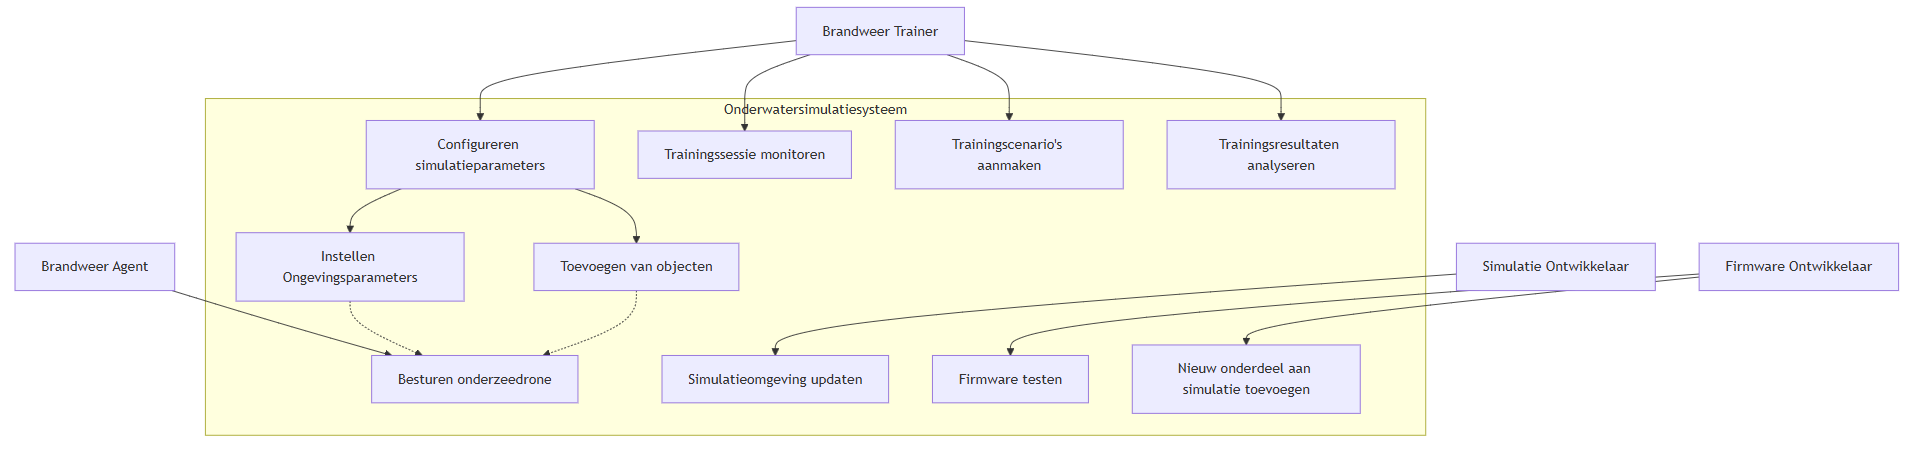 Brandweer Trainer
Onderwatersimulatiesysteem
Configureren
simulatieparameters
Trainingssessie monitoren
Trainingscenario's
aanmaken
Trainingsresultaten
analyseren
Brandweer Agent
Instellen
Ongevingsparameters
Toevoegen van objecten
Simulatie Ontwikkelaar
Firmware Ontwikkelaar
Besturen onderzeedrone
Simulatieomgeving updaten
Firmware testen
Nieuw onderdeel aan
simulatie toevoegen